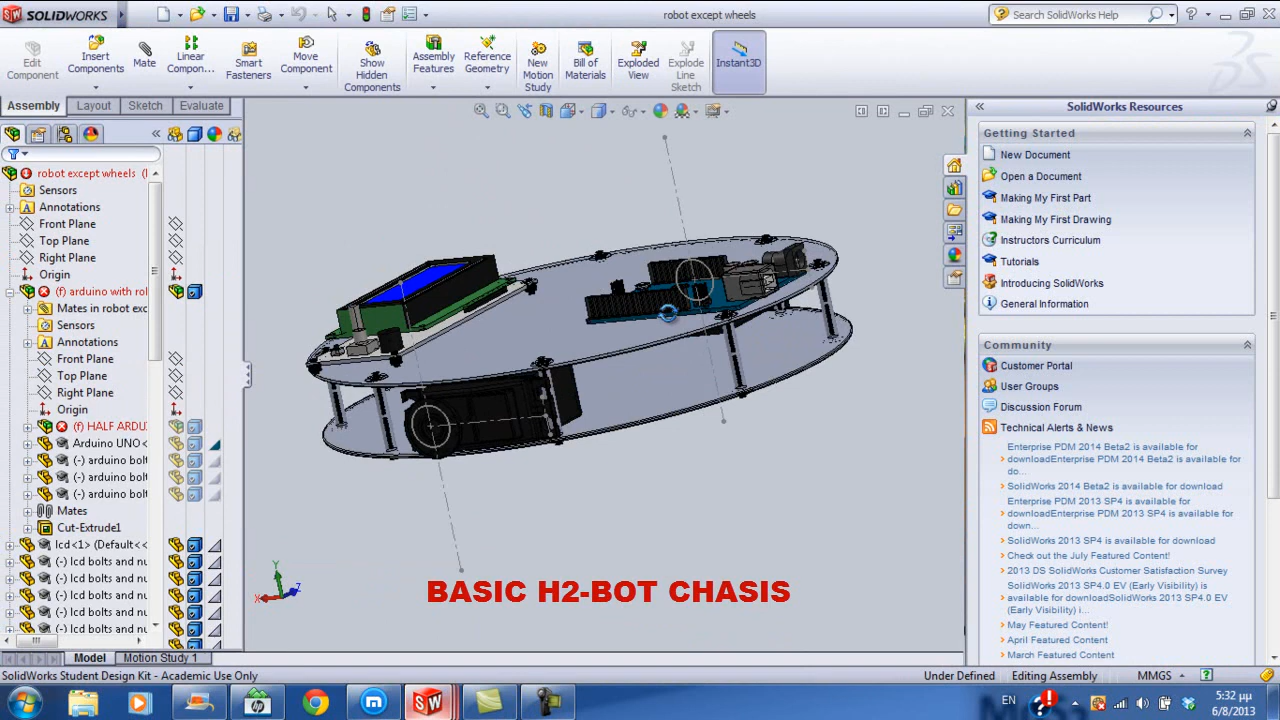 SOLIDWORKS
robot except wheels
Search SolidWorks Help
Edit Component
Insert Components
Mate
Linear Compon...
Smart Fasteners
Move Component
Show Hidden Components
Assembly Features
Reference Geometry
New Motion Study
Bill of Materials
Exploded View
Explode Line Sketch
Instant3D
Assembly
Layout
Sketch
Evaluate
robot except wheels (
Sensors
Annotations
Front Plane
Top Plane
Right Plane
Origin
(f) arduino with rol
Mates in robot exc
Sensors
Annotations
Front Plane
Top Plane
Right Plane
Origin
(f) HALF ARDU
Arduino UNO<
(-) arduino bolt
(-) arduino bolt
(-) arduino bolt
Mates
Cut-Extrude1
lcd<1> (Default<<
(-) lcd bolts and nu
(-) lcd bolts and nu
(-) lcd bolts and nu
(-) lcd bolts and nu
(-) lcd bolts and nu
Y
X
Z
BASIC H2-BOT CHASIS
SolidWorks Resources
Getting Started
New Document
Open a Document
Making My First Part
Making My First Drawing
Instructors Curriculum
Tutorials
Introducing SolidWorks
General Information
Community
Customer Portal
User Groups
Discussion Forum
Technical Alerts & News
Enterprise PDM 2014 Beta2 is available for
downloadEnterprise PDM 2014 Beta2 is available for
do...
SolidWorks 2014 Beta2 is available for download
Enterprise PDM 2013 SP4 is available for
downloadEnterprise PDM 2013 SP4 is available for
down...
SolidWorks 2013 SP4 is available for download
Check out the July Featured Content!
2013 DS SolidWorks Customer Satisfaction Survey
SolidWorks 2013 SP4.0 EV (Early Visibility) is
available for downloadSolidWorks 2013 SP4.0 EV
(Early Visibility) i...
May Featured Content!
April Featured Content
March Featured Content
Model
Motion Study 1
SolidWorks Student Design Kit - Academic Use Only
Under Defined
Editing Assembly
MMGS
EN
5:32 μμ
6/8/2013